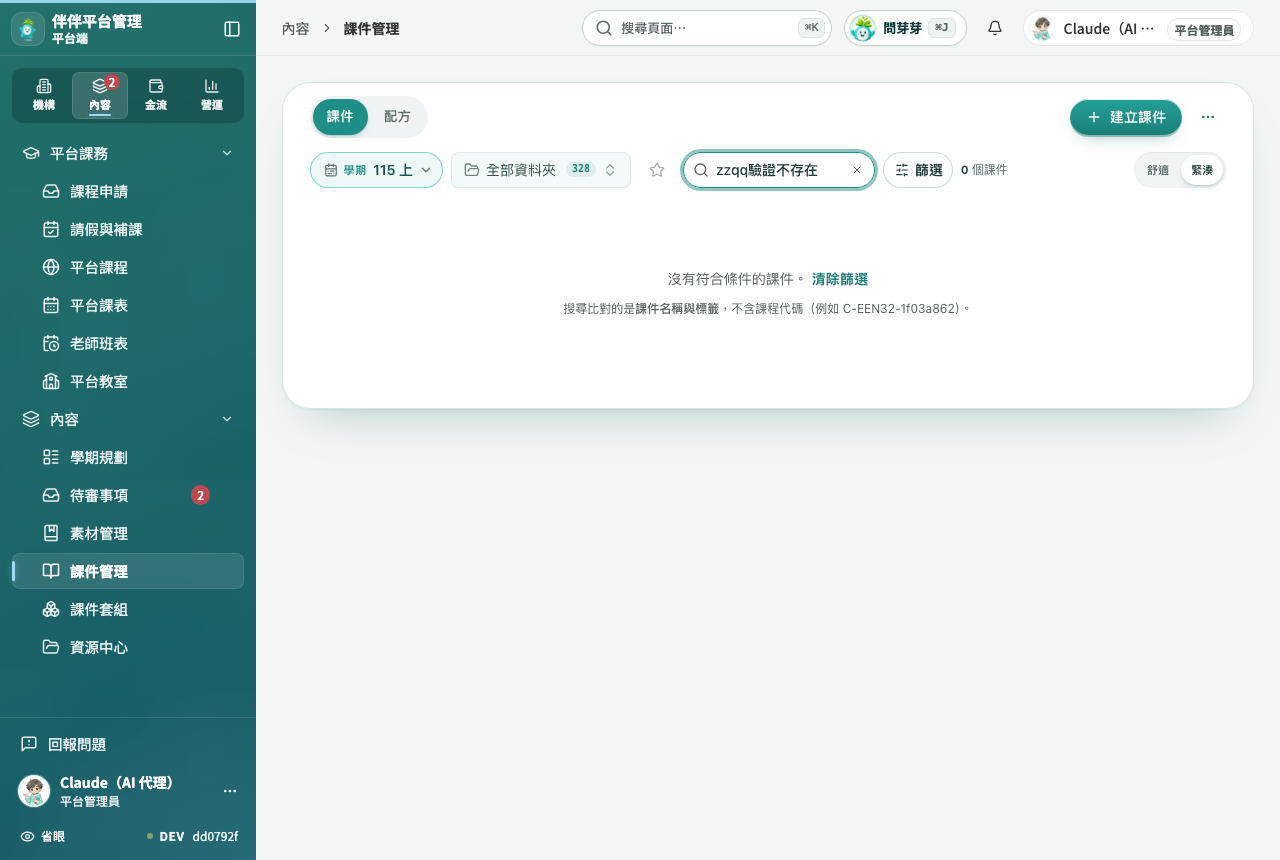 伴伴平台管理
平台端
機構
內容
2
金流
營運
平台課務
課程申請
請假與補課
平台課程
平台課表
老師班表
平台教室
內容
學期規劃
待審事項
2
素材管理
課件管理
課件套組
資源中心
回報問題
Claude（AI 代理）
平台管理員
省眼
DEV dd0792f
內容 > 課件管理
搜尋頁面… ⌘K
問芽芽 ⌘J
Claude（AI … 平台管理員
課件 配方
+ 建立課件 …
學期 115 上
全部資料夾 328
zzqq驗證不存在 ×
篩選
0 個課件
舒適 緊湊
沒有符合條件的課件。 清除篩選
搜尋比對的是課件名稱與標籤，不含課程代碼（例如 C-EEN32-1f03a862）。